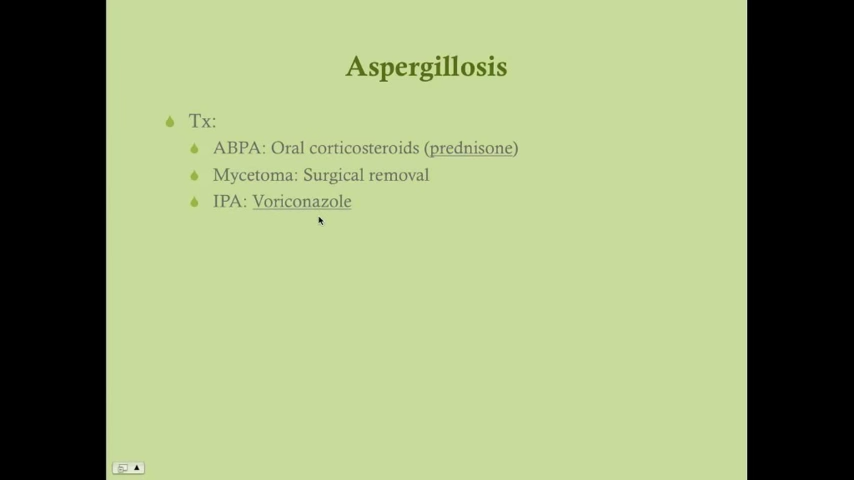 Aspergillosis
Tx:
ABPA: Oral corticosteroids (prednisone)
Mycetoma: Surgical removal
IPA: Voriconazole